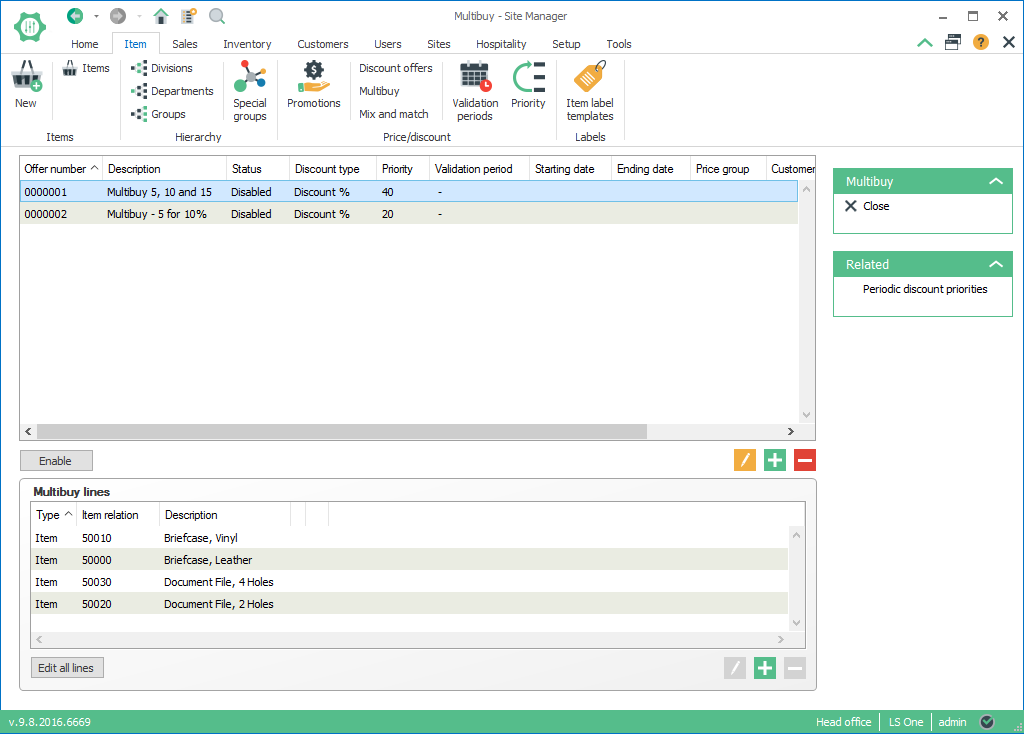 Multibuy - Site Manager
Home Item Sales Inventory Customers Users Sites Hospitality Setup Tools
New
Items
Items
Divisions
Departments
Groups
Hierarchy
Special groups
Promotions
Discount offers
Multibuy
Mix and match
Validation periods
Priority
Price/discount
Item label templates
Labels
Offer number Description Status Discount type Priority Validation period Starting date Ending date Price group Customer
0000001 Multibuy 5, 10 and 15 Disabled Discount % 40 -
0000002 Multibuy - 5 for 10% Disabled Discount % 20 -
Enable
Multibuy lines
Type Item relation Description
Item 50010 Briefcase, Vinyl
Item 50000 Briefcase, Leather
Item 50030 Document File, 4 Holes
Item 50020 Document File, 2 Holes
Edit all lines
Multibuy
Close
Related
Periodic discount priorities
v.9.8.2016.6669
Head office LS One admin